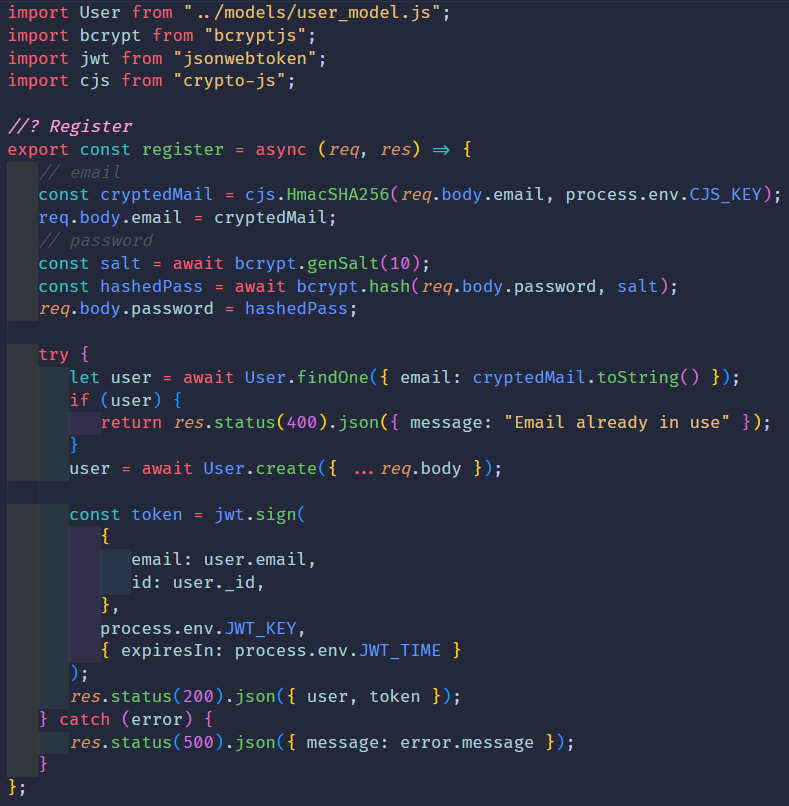 import User from "../models/user_model.js";
import bcrypt from "bcryptjs";
import jwt from "jsonwebtoken";
import cjs from "crypto-js";

//? Register
export const register = async (req, res) => {
    // email
    const cryptedMail = cjs.HmacSHA256(req.body.email, process.env.CJS_KEY);
    req.body.email = cryptedMail;
    // password
    const salt = await bcrypt.genSalt(10);
    const hashedPass = await bcrypt.hash(req.body.password, salt);
    req.body.password = hashedPass;

    try {
        let user = await User.findOne({ email: cryptedMail.toString() });
        if (user) {
            return res.status(400).json({ message: "Email already in use" });
        }
        user = await User.create({ ...req.body });

        const token = jwt.sign(
            {
                email: user.email,
                id: user._id,
            },
            process.env.JWT_KEY,
            { expiresIn: process.env.JWT_TIME }
        );
        res.status(200).json({ user, token });
    } catch (error) {
        res.status(500).json({ message: error.message });
    }
};